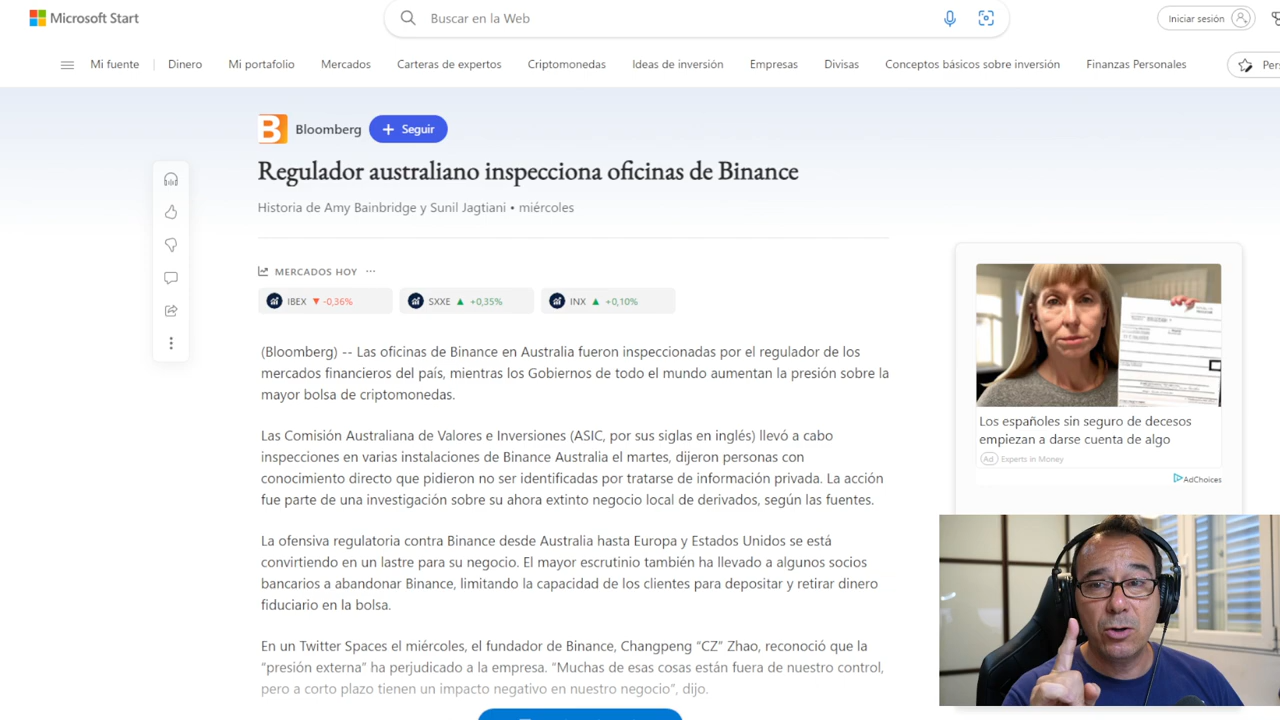 Microsoft Start
Buscar en la Web
Iniciar sesión
Mi fuente
Dinero
Mi portafolio
Mercados
Carteras de expertos
Criptomonedas
Ideas de inversión
Empresas
Divisas
Conceptos básicos sobre inversión
Finanzas Personales
Pers
B Bloomberg
Seguir
Regulador australiano inspecciona oficinas de Binance
Historia de Amy Bainbridge y Sunil Jagtiani • miércoles
MERCADOS HOY ...
IBEX ▼ -0,36%
SXXE ▲ +0,35%
INX ▲ +0,10%
(Bloomberg) -- Las oficinas de Binance en Australia fueron inspeccionadas por el regulador de los
mercados financieros del país, mientras los Gobiernos de todo el mundo aumentan la presión sobre la
mayor bolsa de criptomonedas.
Las Comisión Australiana de Valores e Inversiones (ASIC, por sus siglas en inglés) llevó a cabo
inspecciones en varias instalaciones de Binance Australia el martes, dijeron personas con
conocimiento directo que pidieron no ser identificadas por tratarse de información privada. La acción
fue parte de una investigación sobre su ahora extinto negocio local de derivados, según las fuentes.
La ofensiva regulatoria contra Binance desde Australia hasta Europa y Estados Unidos se está
convirtiendo en un lastre para su negocio. El mayor escrutinio también ha llevado a algunos socios
bancarios a abandonar Binance, limitando la capacidad de los clientes para depositar y retirar dinero
fiduciario en la bolsa.
En un Twitter Spaces el miércoles, el fundador de Binance, Changpeng “CZ” Zhao, reconoció que la
“presión externa” ha perjudicado a la empresa. “Muchas de esas cosas están fuera de nuestro control,
pero a corto plazo tienen un impacto negativo en nuestro negocio”, dijo.
Los españoles sin seguro de decesos
empiezan a darse cuenta de algo
Ad Experts in Money
AdChoices